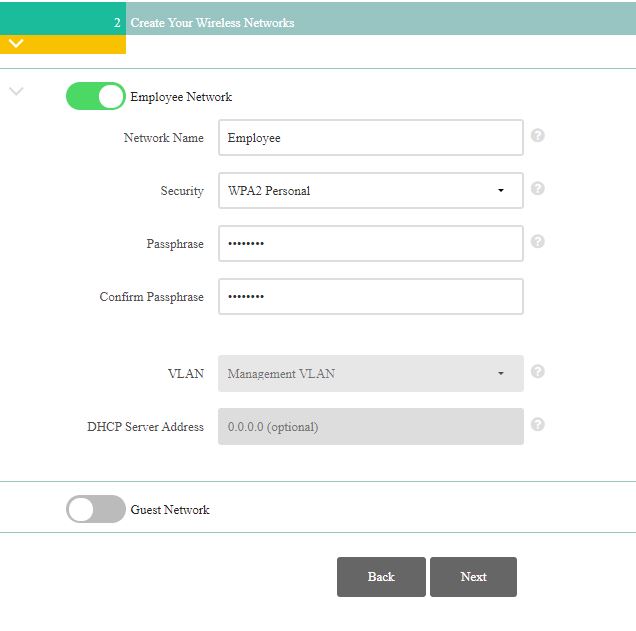 2 Create Your Wireless Networks
Employee Network
Network Name Employee ?
Security WPA2 Personal ?
Passphrase •••••••• ?
Confirm Passphrase ••••••••
VLAN Management VLAN ?
DHCP Server Address 0.0.0.0 (optional) ?
Guest Network
Back Next